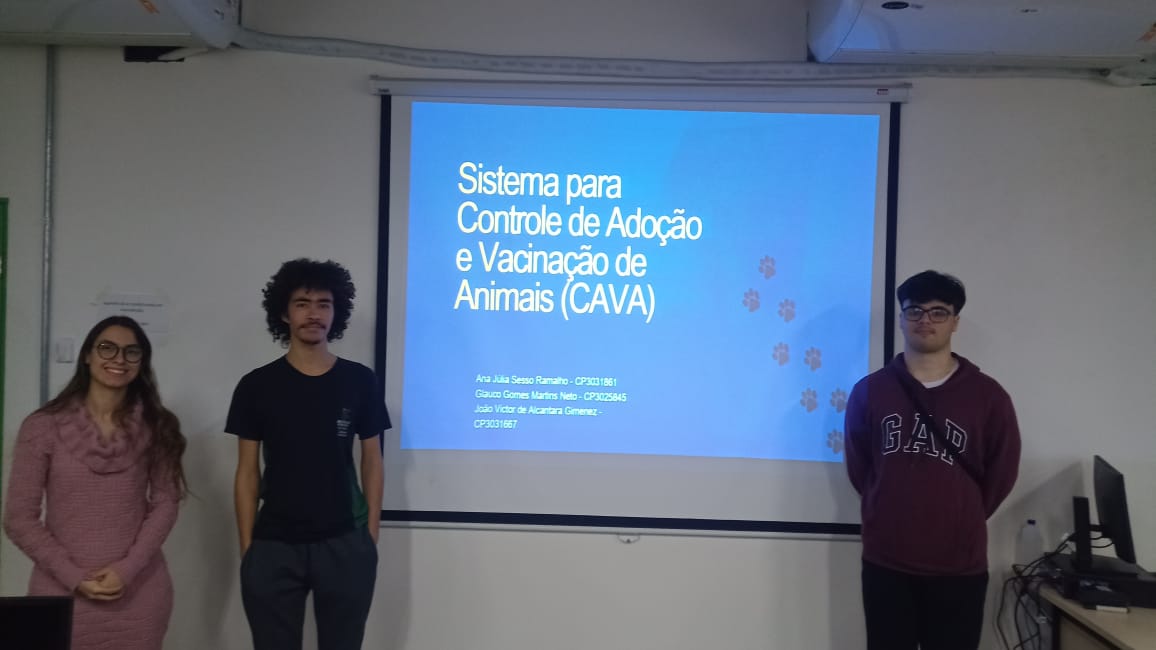 Sistema para
Controle de Adoção
e Vacinação de
Animais (CAVA)
Ana Júlia Sesso Ramalho - CP3031861
Glauco Gomes Martins Neto - CP3025845
João Victor de Alcantara Gimenez -
CP3031667
GAP